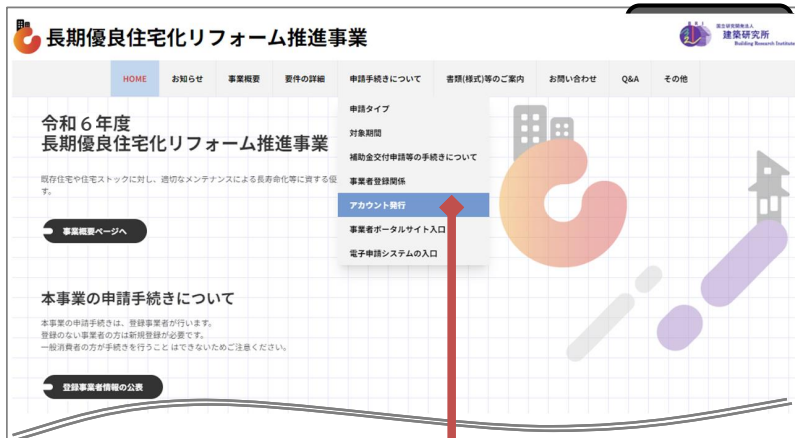 長期優良住宅化リフォーム推進事業
国立研究開発法人
建築研究所
Building Research Institute
HOME お知らせ 事業概要 要件の詳細 申請手続きについて 書類(様式)等のご案内 お問い合わせ Q&A その他
申請タイプ
対象期間
補助金交付申請等の手続きについて
事業者登録関係
アカウント発行
事業者ポータルサイト入口
電子申請システムの入口
令和6年度
長期優良住宅化リフォーム推進事業
既存住宅や住宅ストックに対し、適切なメンテナンスによる長寿命化等に資する優
す。
事業概要ページへ
本事業の申請手続きについて
本事業の申請手続きは、登録事業者が行います。
登録のない事業者の方は新規登録が必要です。
一般消費者の方が手続きを行うことはできないためご注意ください。
登録事業者情報の公表